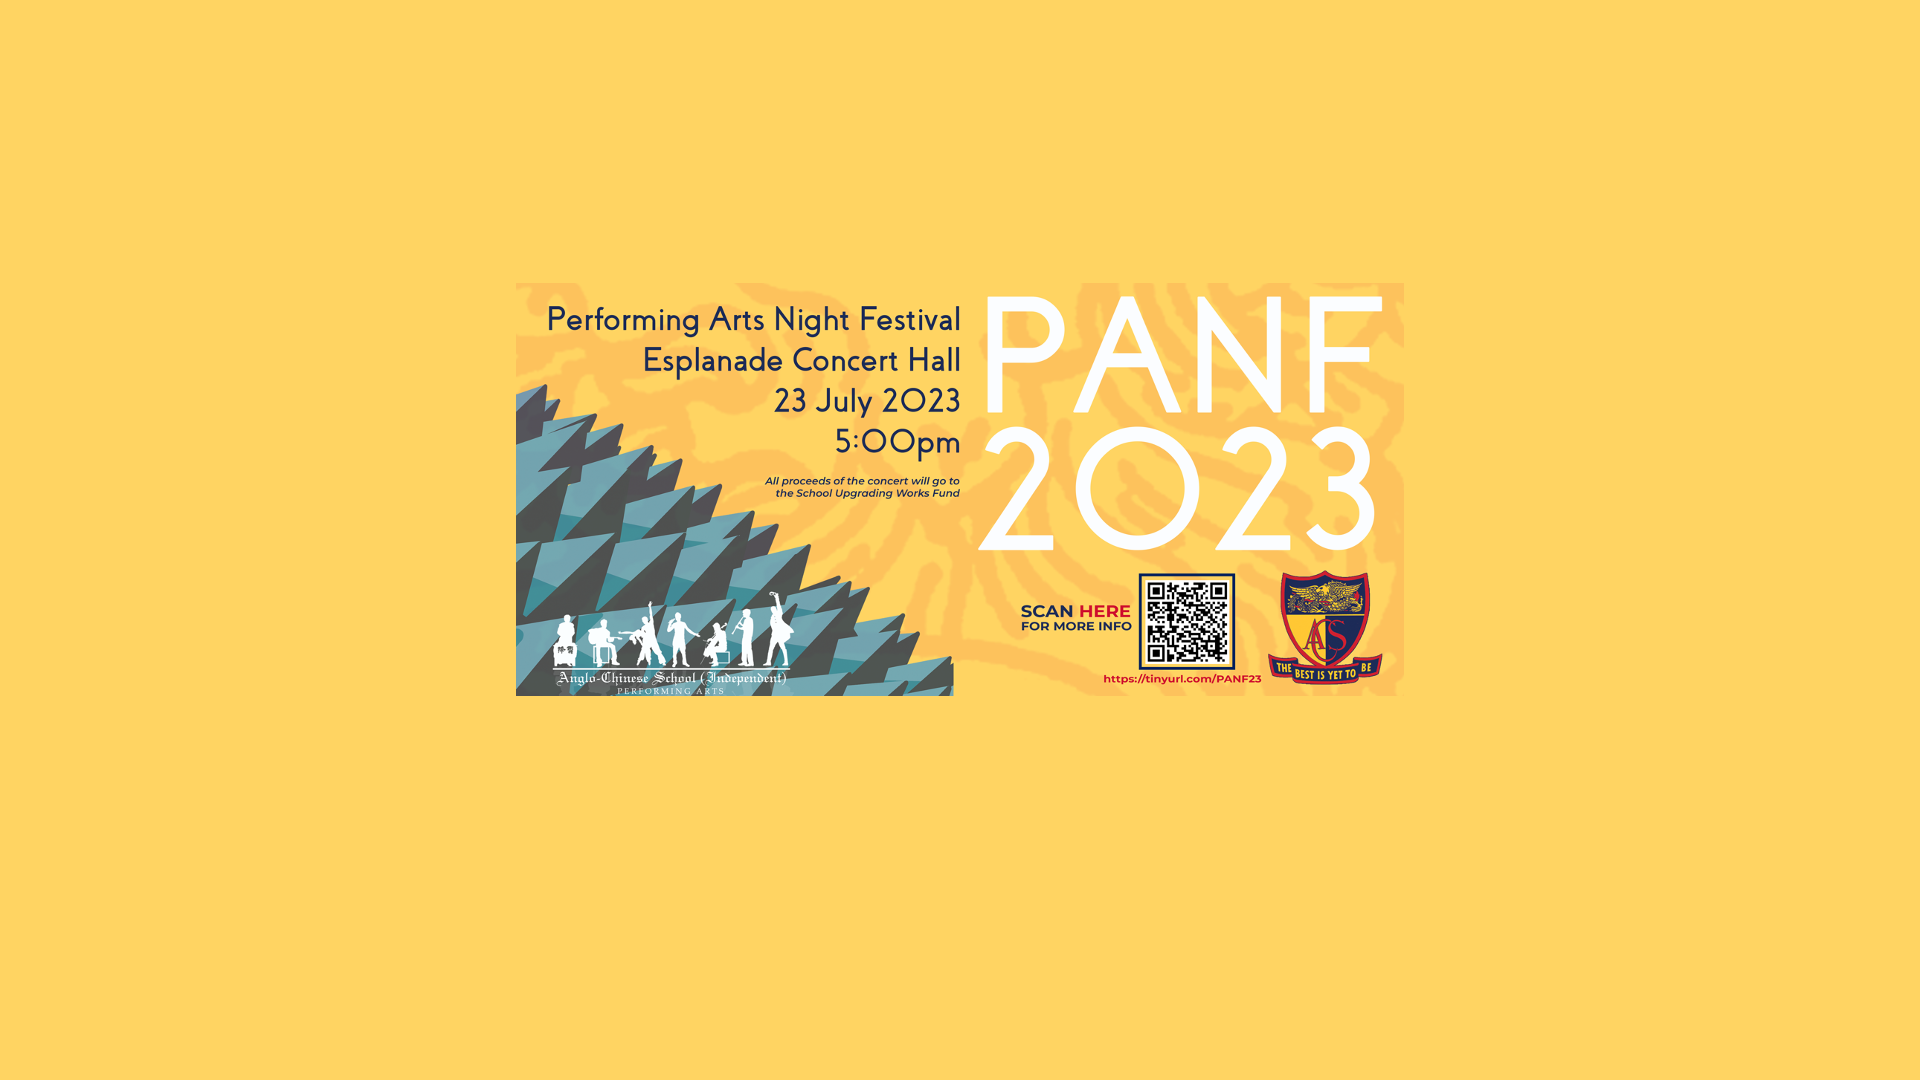 Performing Arts Night Festival
Esplanade Concert Hall
23 July 2023
5:00pm
All proceeds of the concert will go to
the School Upgrading Works Fund
Anglo-Chinese School (Independent)
PERFORMING ARTS
PANF
2023
SCAN HERE
FOR MORE INFO
https://tinyurl.com/PANF23
ACS
THE BEST IS YET TO BE